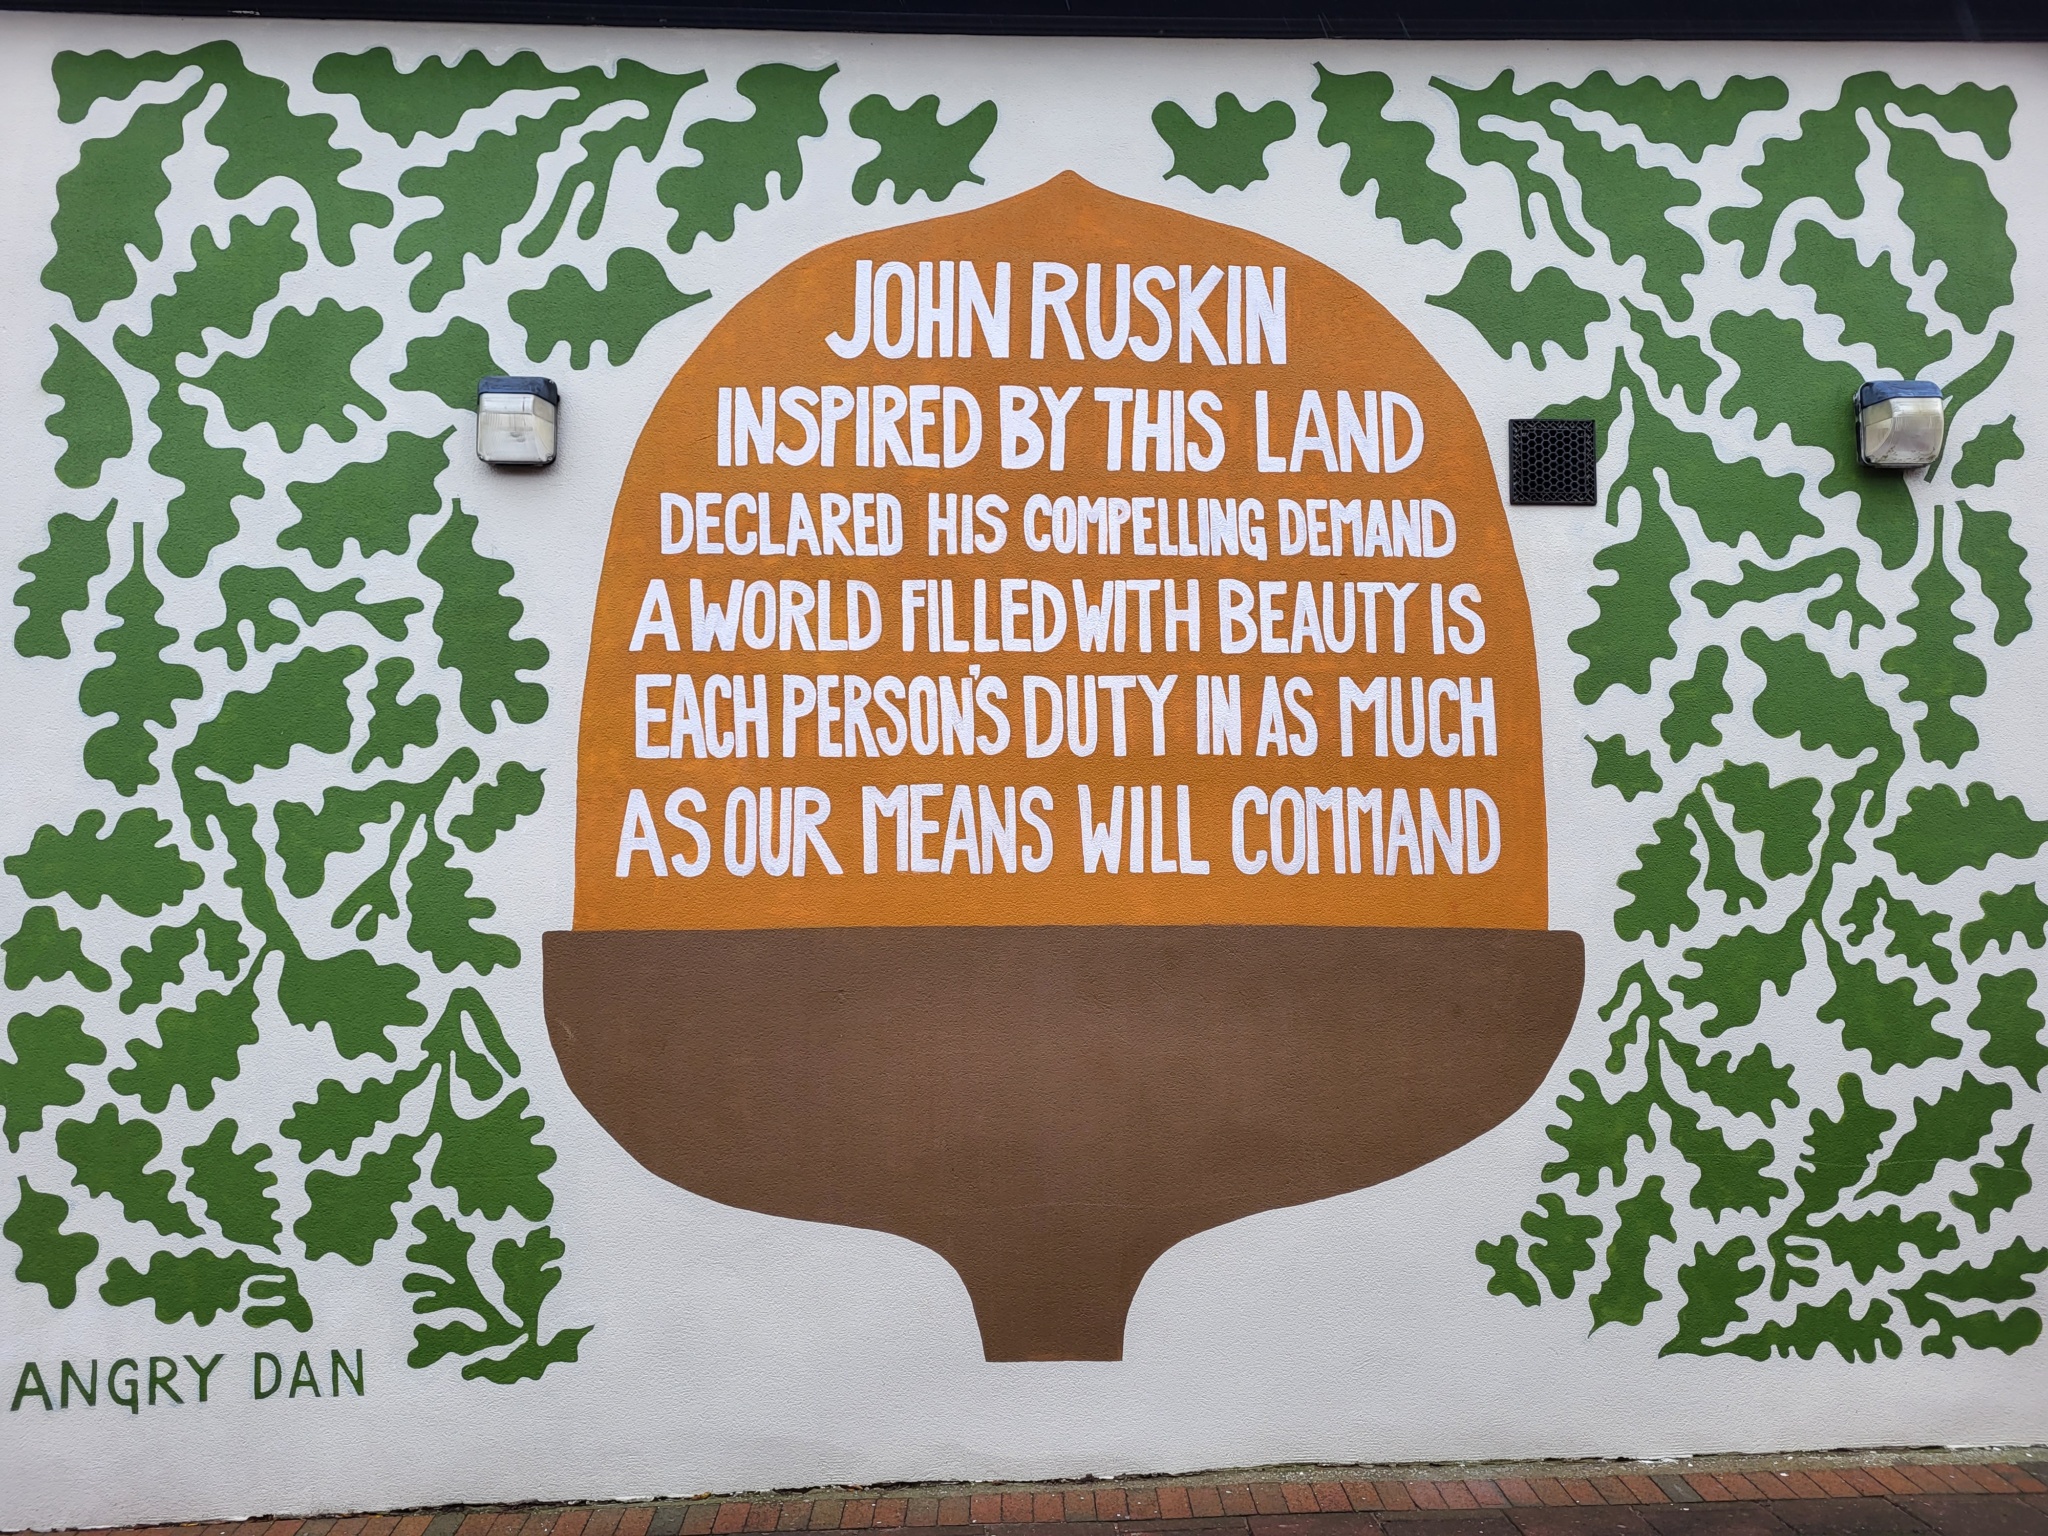 JOHN RUSKIN
INSPIRED BY THIS LAND
DECLARED HIS COMPELLING DEMAND
A WORLD FILLED WITH BEAUTY IS
EACH PERSON'S DUTY IN AS MUCH
AS OUR MEANS WILL COMMAND
ANGRY DAN